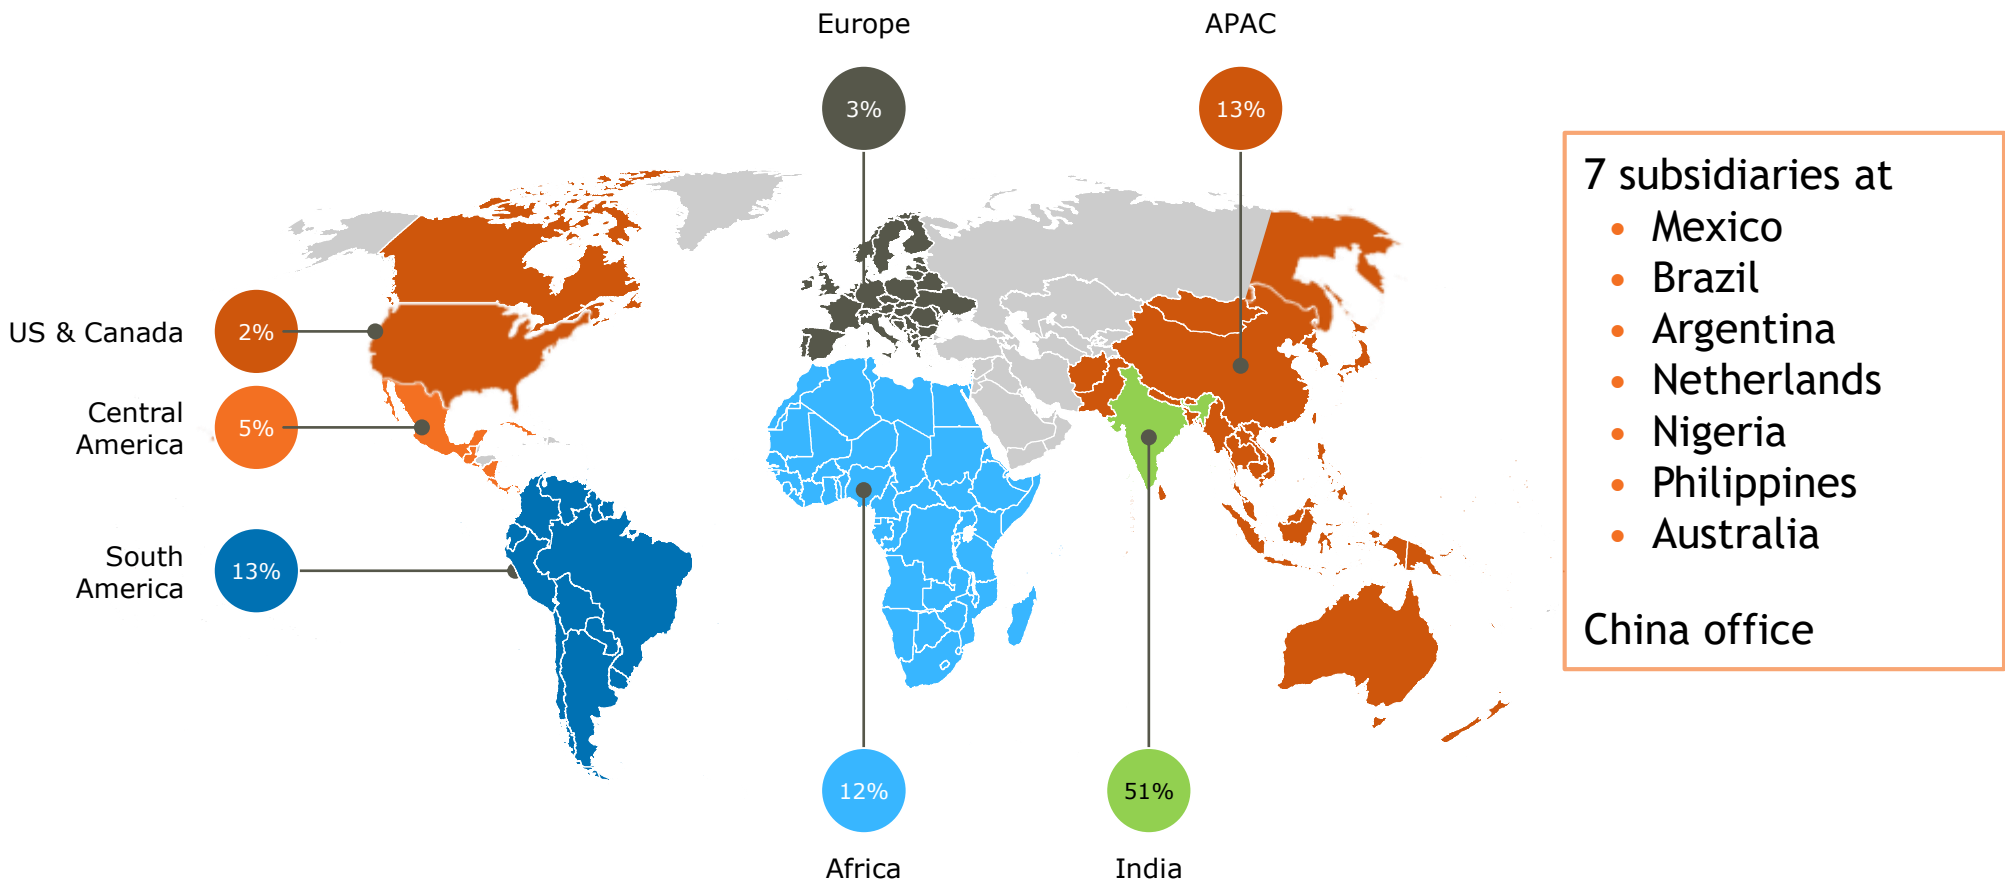 Europe
APAC
3%
13%
US & Canada
2%
Central
America
5%
South
America
13%
12%
51%
Africa
India
7 subsidiaries at
• Mexico
• Brazil
• Argentina
• Netherlands
• Nigeria
• Philippines
• Australia
China office